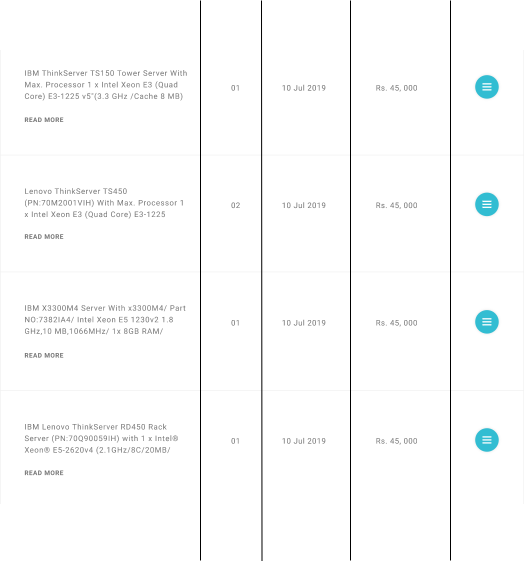 IBM ThinkServer TS150 Tower Server With
Max. Processor 1 x Intel Xeon E3 (Quad
Core) E3-1225 v5"(3.3 GHz /Cache 8 MB)
READ MORE
01
10 Jul 2019
Rs. 45, 000
Lenovo ThinkServer TS450
(PN:70M2001VIH) With Max. Processor 1
x Intel Xeon E3 (Quad Core) E3-1225
READ MORE
02
10 Jul 2019
Rs. 45, 000
IBM X3300M4 Server With x3300M4/ Part
NO:7382IA4/ Intel Xeon E5 1230v2 1.8
GHz,10 MB,1066MHz/ 1x 8GB RAM/
READ MORE
01
10 Jul 2019
Rs. 45, 000
IBM Lenovo ThinkServer RD450 Rack
Server (PN:70Q90059IH) with 1 x Intel®
Xeon® E5-2620v4 (2.1GHz/8C/20MB/
READ MORE
01
10 Jul 2019
Rs. 45, 000